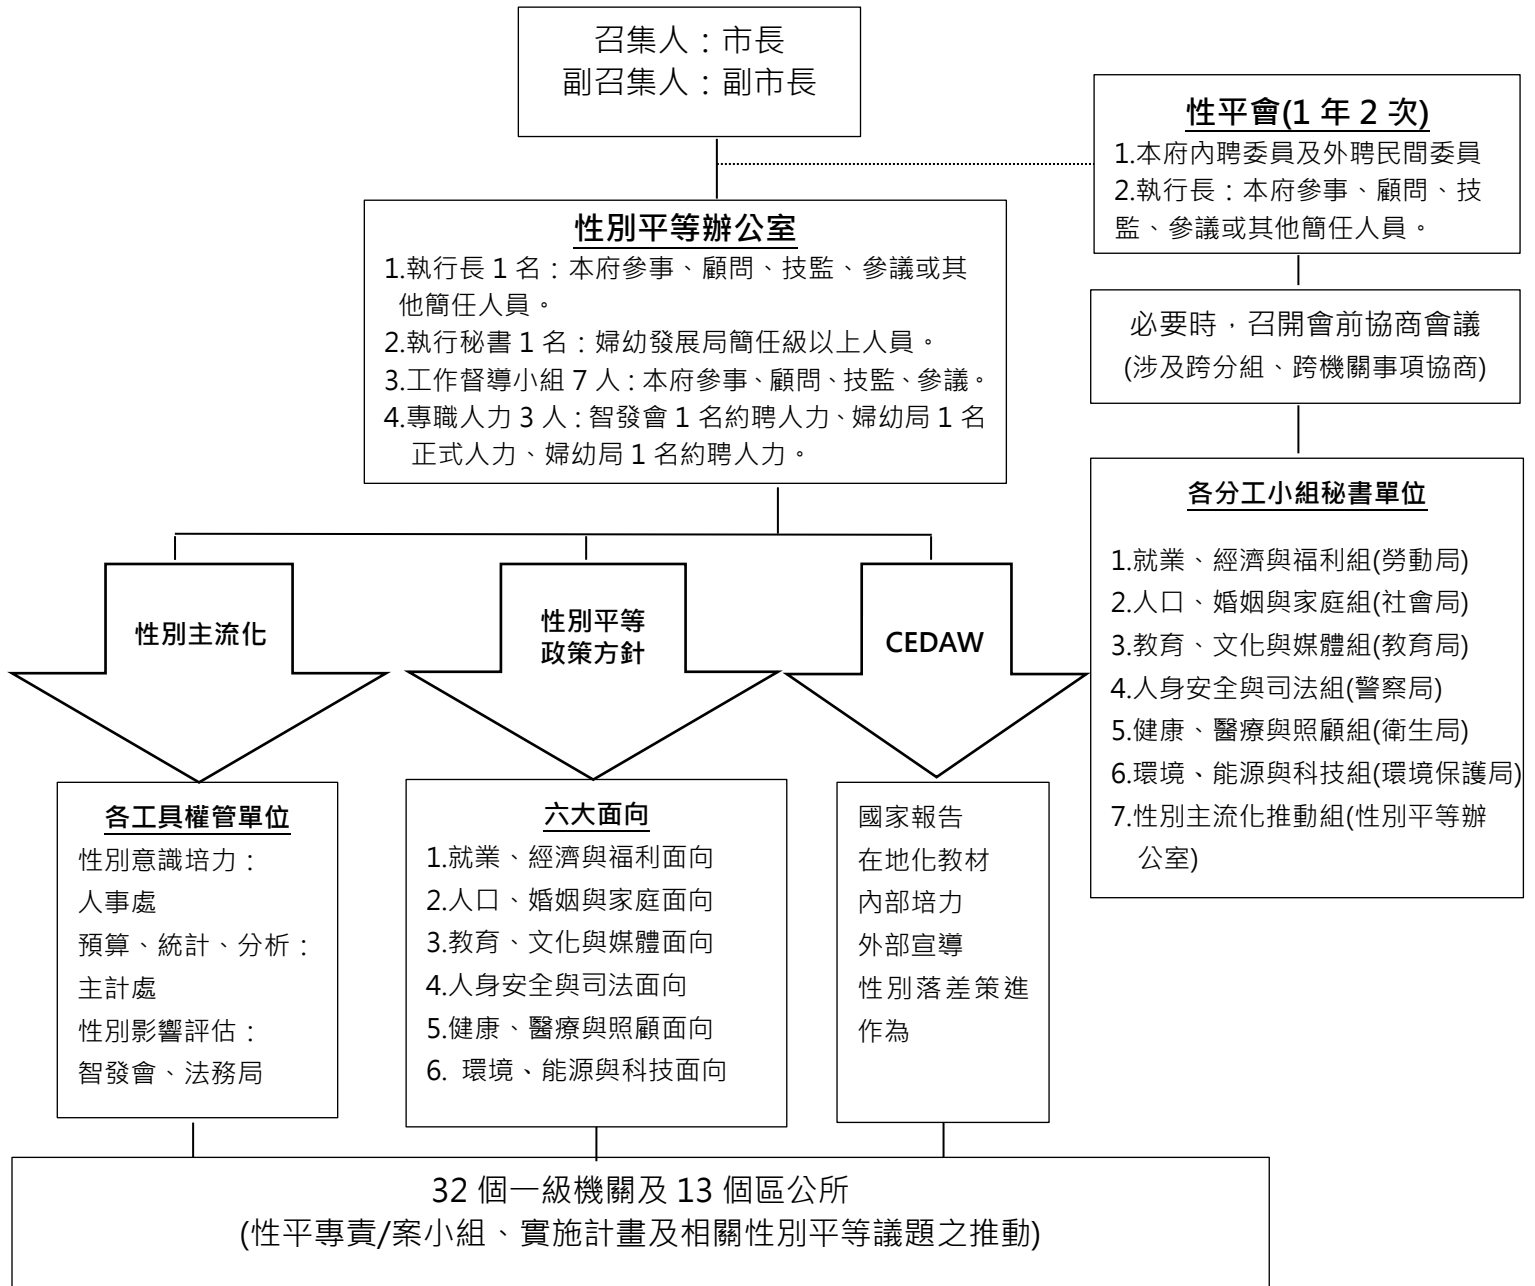 召集人：市長
副召集人：副市長
性平會(1 年 2 次)
1.本府內聘委員及外聘民間委員
2.執行長：本府參事、顧問、技
監、參議或其他簡任人員。
性別平等辦公室
1.執行長 1 名：本府參事、顧問、技監、參議或其
他簡任人員。
2.執行秘書 1 名：婦幼發展局簡任級以上人員。
3.工作督導小組 7 人：本府參事、顧問、技監、參議。
4.專職人力 3 人：智發會 1 名約聘人力、婦幼局 1 名
正式人力、婦幼局 1 名約聘人力。
必要時，召開會前協商會議
(涉及跨分組、跨機關事項協商)
各分工小組秘書單位
1.就業、經濟與福利組(勞動局)
2.人口、婚姻與家庭組(社會局)
3.教育、文化與媒體組(教育局)
4.人身安全與司法組(警察局)
5.健康、醫療與照顧組(衛生局)
6.環境、能源與科技組(環境保護局)
7.性別主流化推動組(性別平等辦
公室)
性別主流化
性別平等
政策方針
CEDAW
各工具權管單位
性別意識培力：
人事處
預算、統計、分析：
主計處
性別影響評估：
智發會、法務局
六大面向
1.就業、經濟與福利面向
2.人口、婚姻與家庭面向
3.教育、文化與媒體面向
4.人身安全與司法面向
5.健康、醫療與照顧面向
6. 環境、能源與科技面向
國家報告
在地化教材
內部培力
外部宣導
性別落差策進
作為
32 個一級機關及 13 個區公所
(性平專責/案小組、實施計畫及相關性別平等議題之推動)